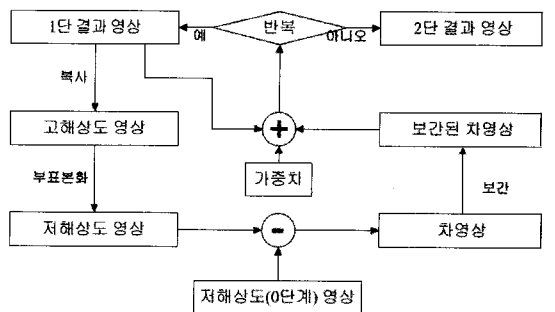 1단 결과 영상
예
반복
아니오
2단 결과 영상
복사
고해상도 영상
+
보간된 차영상
부표본화
가중치
보간
저해상도 영상
-
차영상
저해상도(0단계) 영상